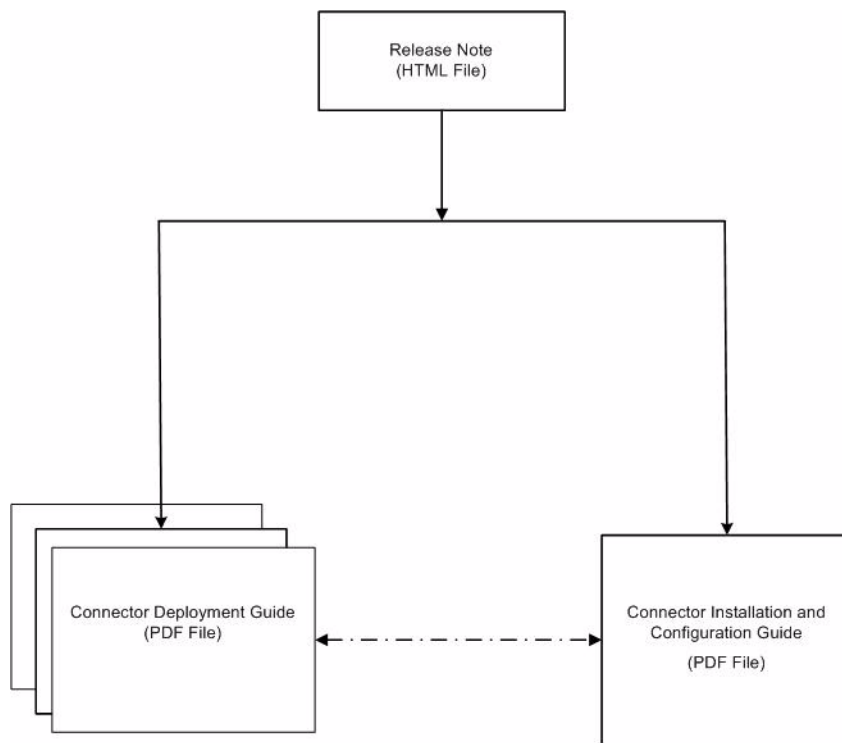 Release Note
(HTML File)
Connector Deployment Guide
(PDF File)
Connector Installation and
Configuration Guide
(PDF File)